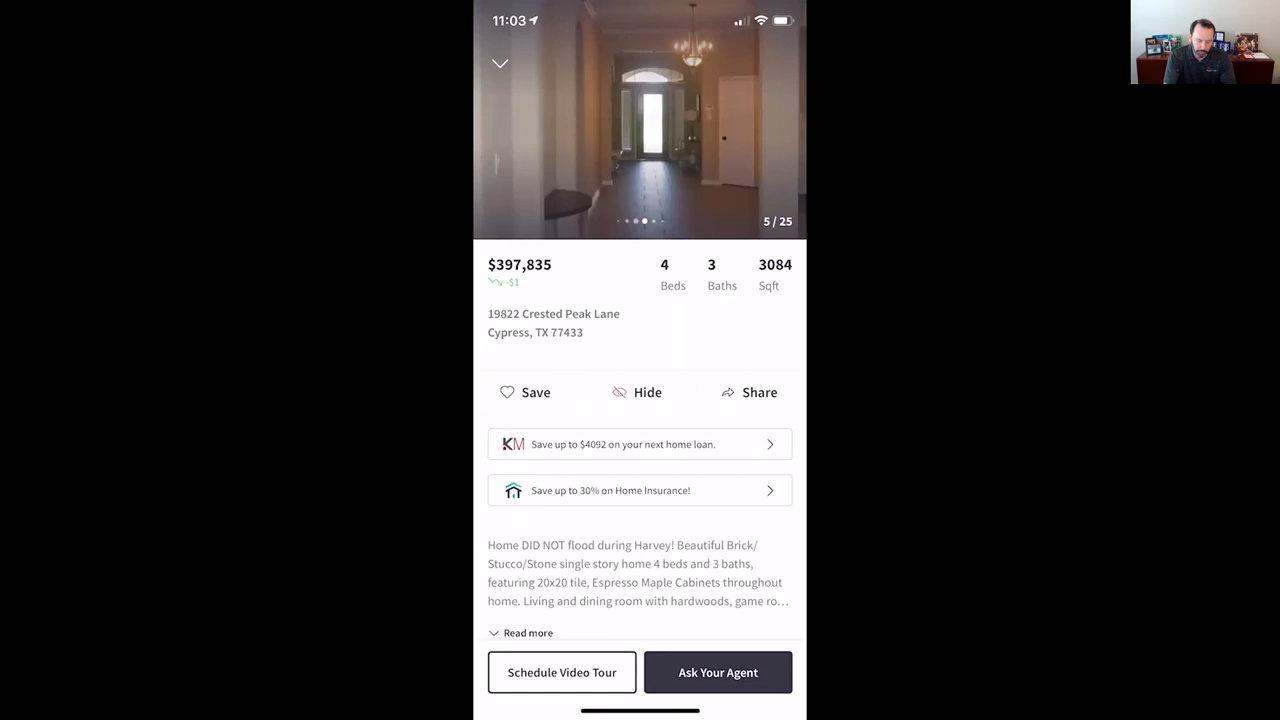 11:03
5 / 25
$397,835
4
3
3084
-$1
Beds
Baths
Sqft
19822 Crested Peak Lane
Cypress, TX 77433
Save
Hide
Share
KM Save up to $4092 on your next home loan.
Save up to 30% on Home Insurance!
Home DID NOT flood during Harvey! Beautiful Brick/
Stucco/Stone single story home 4 beds and 3 baths,
featuring 20x20 tile, Espresso Maple Cabinets throughout
home. Living and dining room with hardwoods, game ro...
Read more
Schedule Video Tour
Ask Your Agent